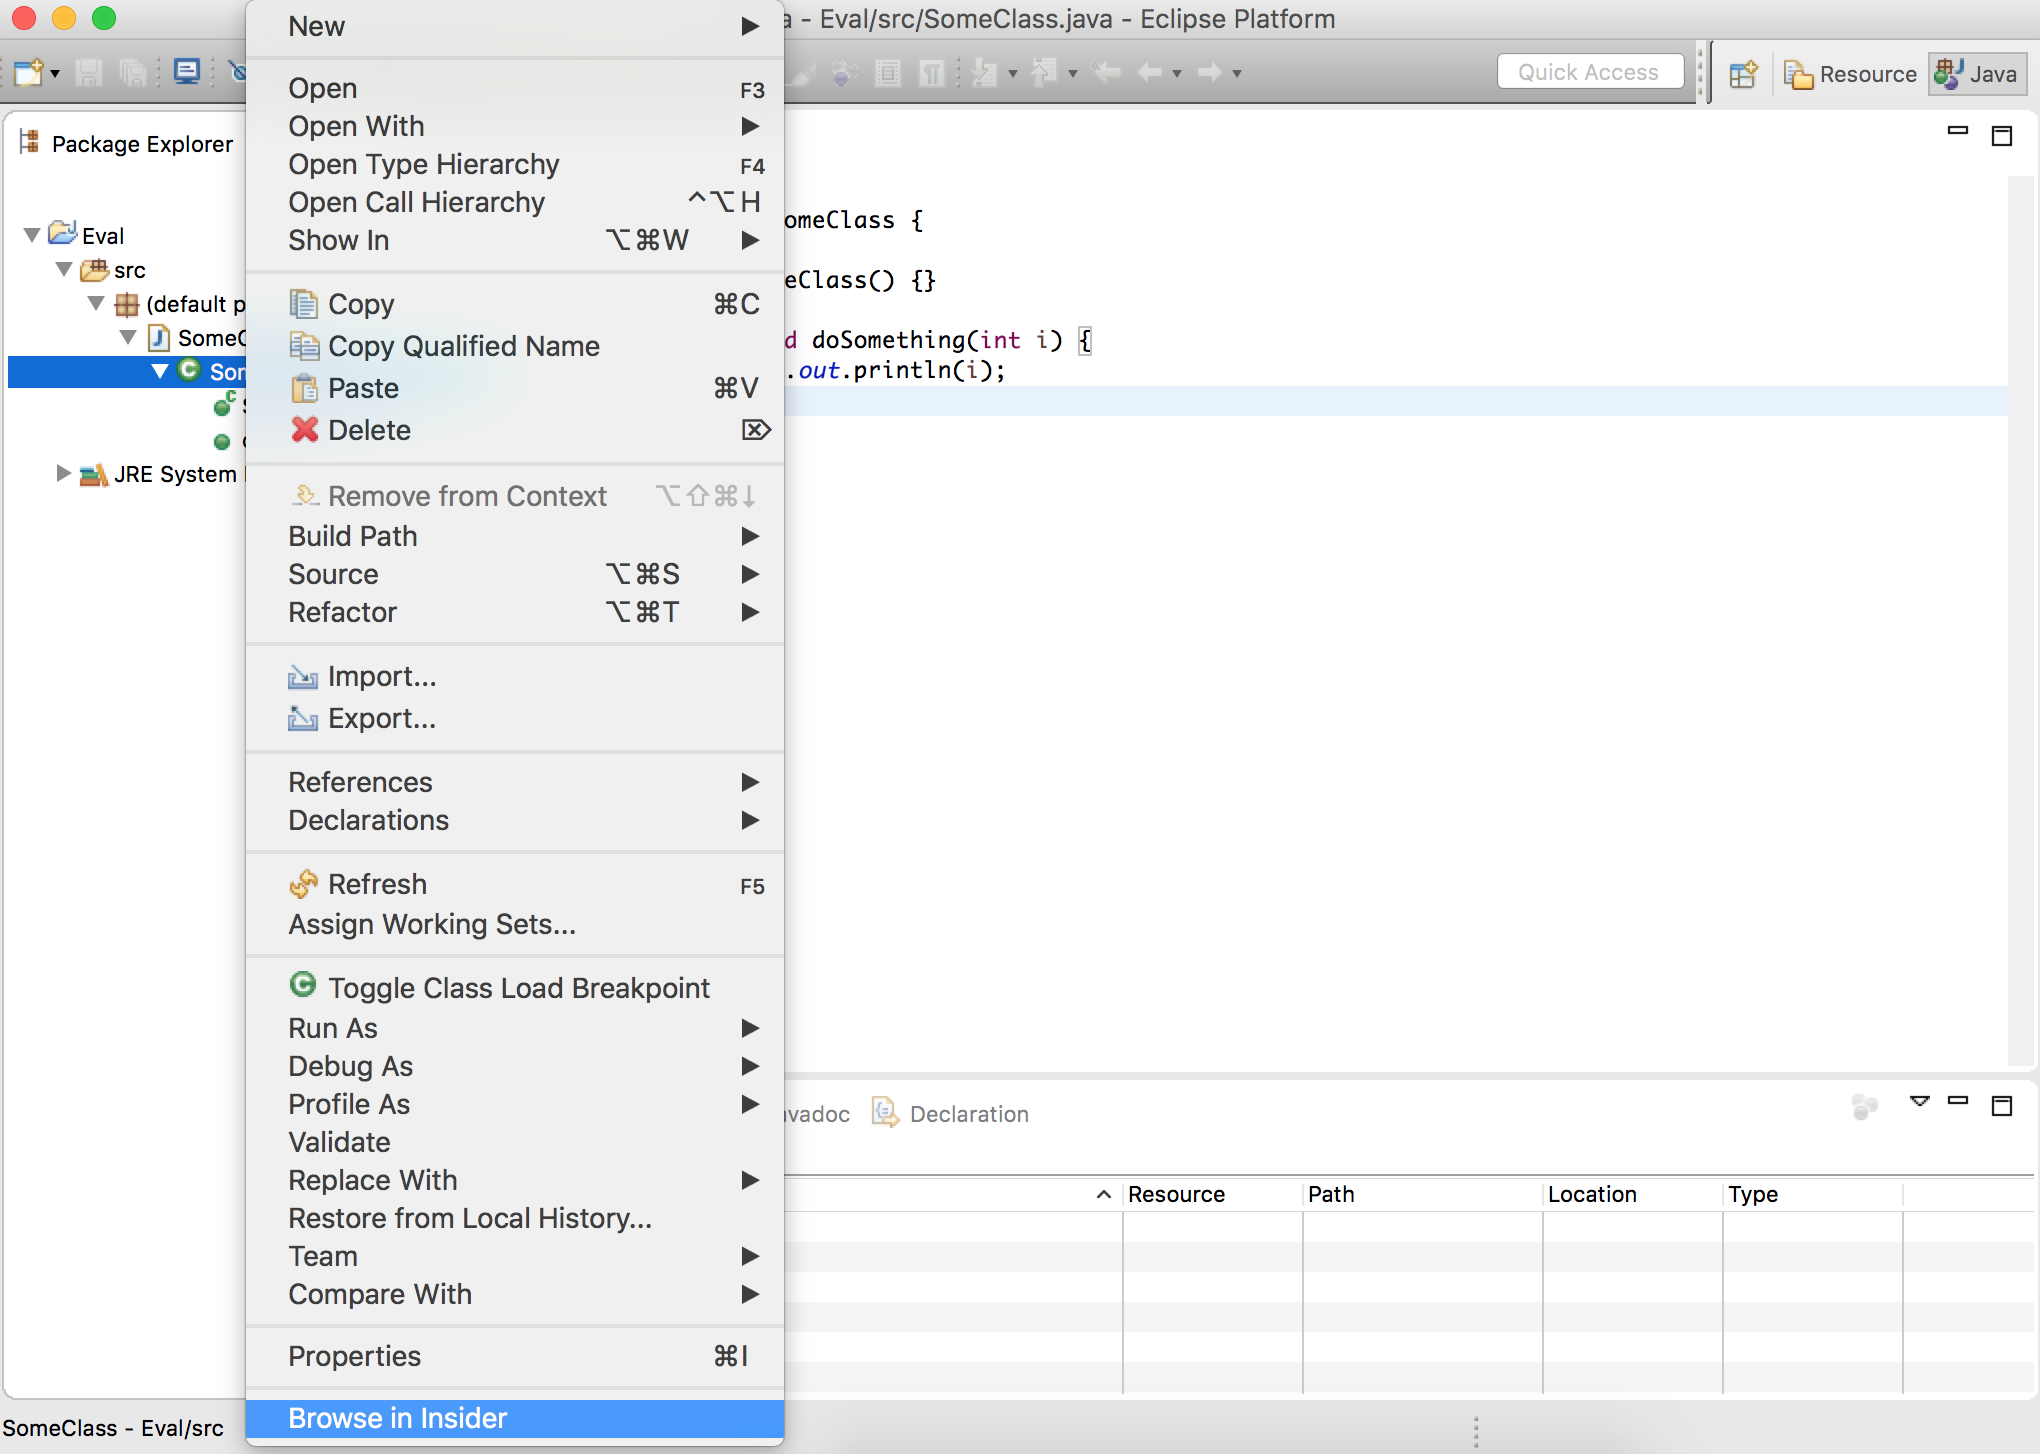 - Eval/src/SomeClass.java - Eclipse Platform
Quick Access
Resource
Java
Package Explorer
Eval
src
(default p
SomeC
Som
JRE System
New
Open F3
Open With
Open Type Hierarchy F4
Open Call Hierarchy ^⌥H
Show In ⌥⌘W
Copy ⌘C
Copy Qualified Name
Paste ⌘V
Delete ⌦
Remove from Context ⌥⇧⌘↓
Build Path
Source ⌥⌘S
Refactor ⌥⌘T
Import...
Export...
References
Declarations
Refresh F5
Assign Working Sets...
Toggle Class Load Breakpoint
Run As
Debug As
Profile As
Validate
Replace With
Restore from Local History...
Team
Compare With
Properties ⌘I
Browse in Insider
omeClass {
eClass() {}
d doSomething(int i) {
.out.println(i);
vadoc
Declaration
Resource Path Location Type
SomeClass - Eval/src